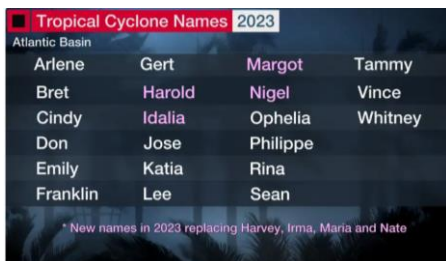 Tropical Cyclone Names 2023
Atlantic Basin
Arlene Gert Margot Tammy
Bret Harold Nigel Vince
Cindy Idalia Ophelia Whitney
Don Jose Philippe
Emily Katia Rina
Franklin Lee Sean
* New names in 2023 replacing Harvey, Irma, Maria and Nate